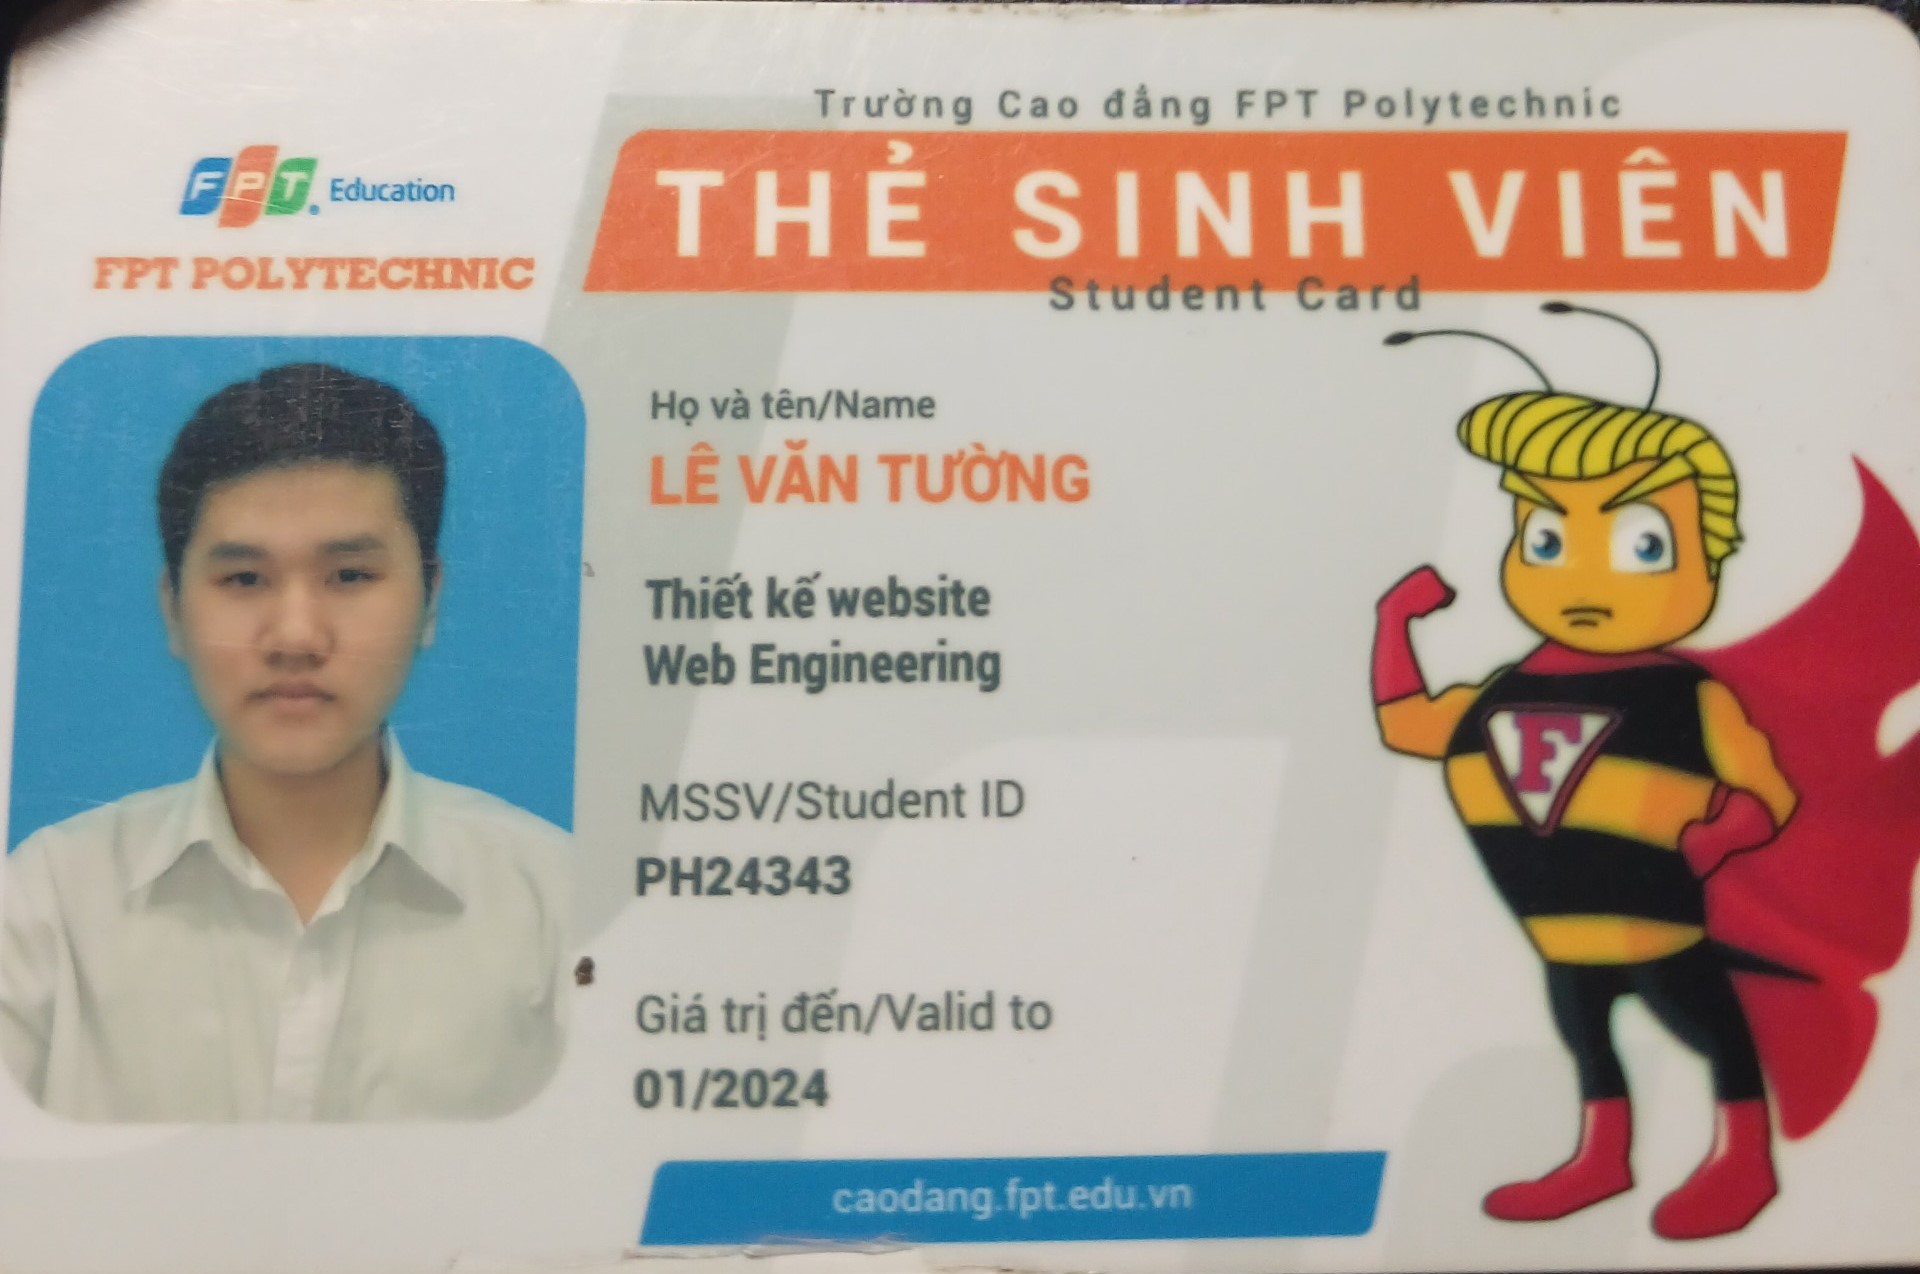 FPT Education
FPT POLYTECHNIC
Trường Cao đẳng FPT Polytechnic
THẺ SINH VIÊN
Student Card
Họ và tên/Name
LÊ VĂN TƯỜNG
Thiết kế website
Web Engineering
MSSV/Student ID
PH24343
Giá trị đến/Valid to
01/2024
F
caodang.fpt.edu.vn